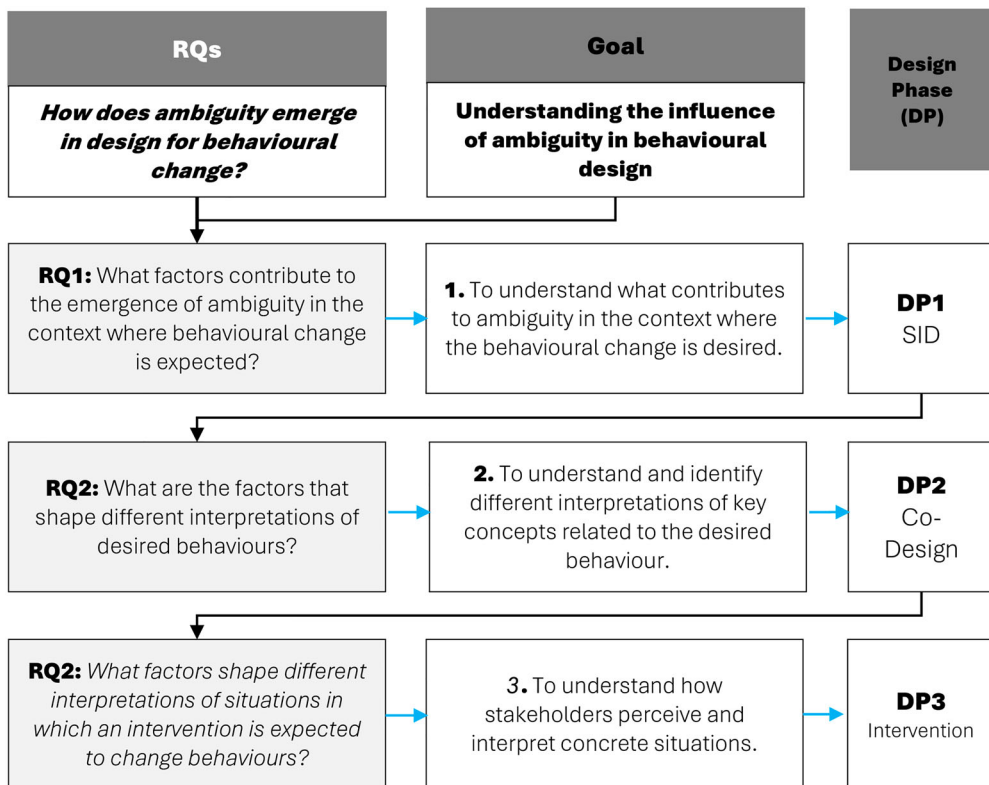 RQs
How does ambiguity emerge
in design for behavioural
change?
Goal
Understanding the influence
of ambiguity in behavioural
design
Design
Phase
(DP)
RQ1: What factors contribute to
the emergence of ambiguity in the
context where behavioural change
is expected?
1. To understand what contributes
to ambiguity in the context where
the behavioural change is desired.
DP1
SID
RQ2: What are the factors that
shape different interpretations of
desired behaviours?
2. To understand and identify
different interpretations of key
concepts related to the desired
behaviour.
DP2
Co-
Design
RQ2: What factors shape different
interpretations of situations in
which an intervention is expected
to change behaviours?
3. To understand how
stakeholders perceive and
interpret concrete situations.
DP3
Intervention